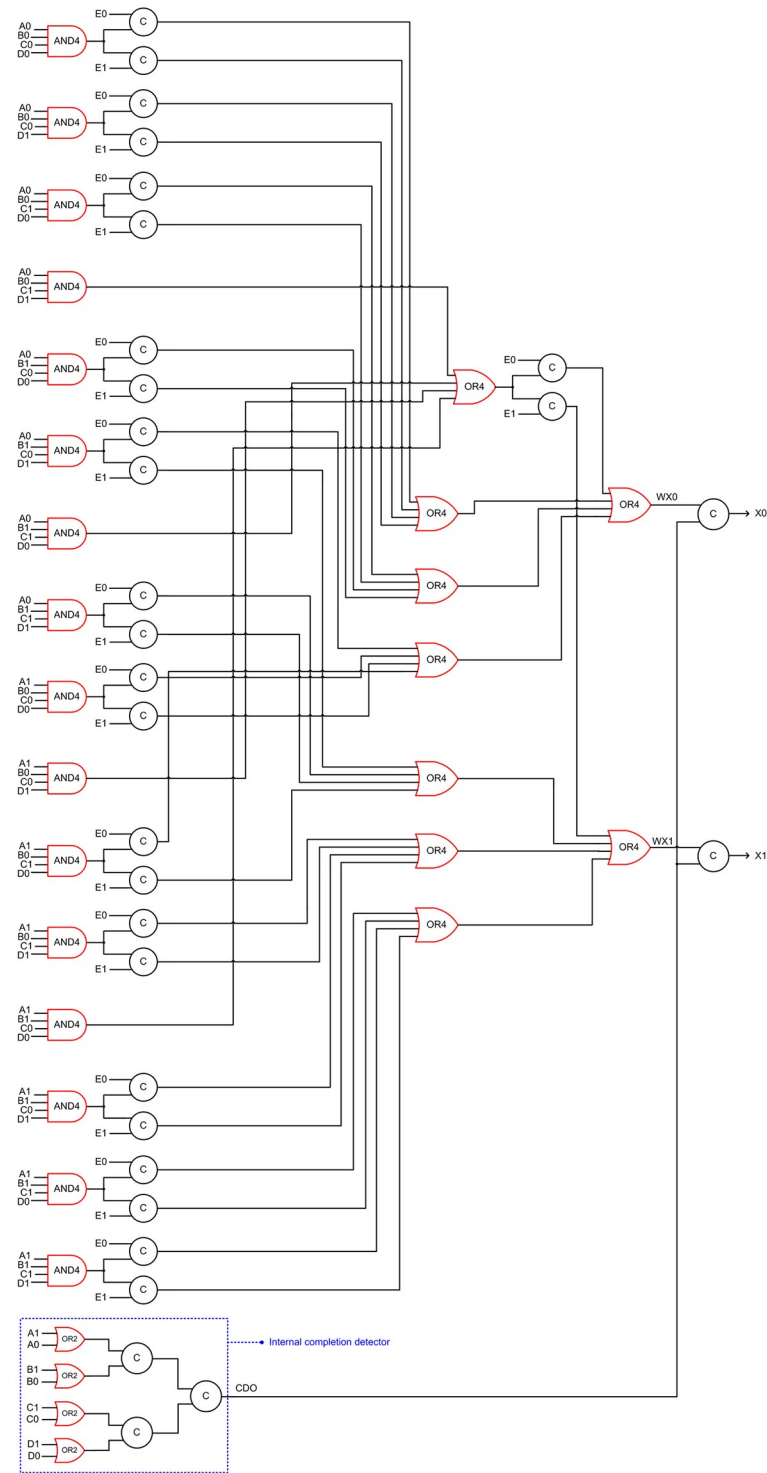 E0
A0
B0
C0
D0
AND4
C
C
E1
E0
A0
B0
C0
D1
AND4
C
C
E1
E0
A0
B0
C1
D0
AND4
C
C
E1
A0
B0
C1
D1
AND4
E0
A0
B1
C0
D0
AND4
C
C
E1
E0
C
E1
C
OR4
E0
A0
B1
C0
D1
AND4
C
C
E1
OR4
OR4
WX0
C
X0
A0
B1
C1
D0
AND4
OR4
E0
A0
B1
C1
D1
AND4
C
C
E1
OR4
E0
A1
B0
C0
D0
AND4
C
C
E1
A1
B0
C0
D1
AND4
OR4
E0
A1
B0
C1
D0
AND4
C
C
E1
OR4
OR4
WX1
C
X1
E0
A1
B0
C1
D1
AND4
C
C
E1
OR4
A1
B1
C0
D0
AND4
E0
A1
B1
C0
D1
AND4
C
C
E1
E0
A1
B1
C1
D0
AND4
C
C
E1
E0
A1
B1
C1
D1
AND4
C
C
E1
A1
A0
OR2
Internal completion detector
C
B1
B0
OR2
C
CDO
C1
C0
OR2
C
D1
D0
OR2